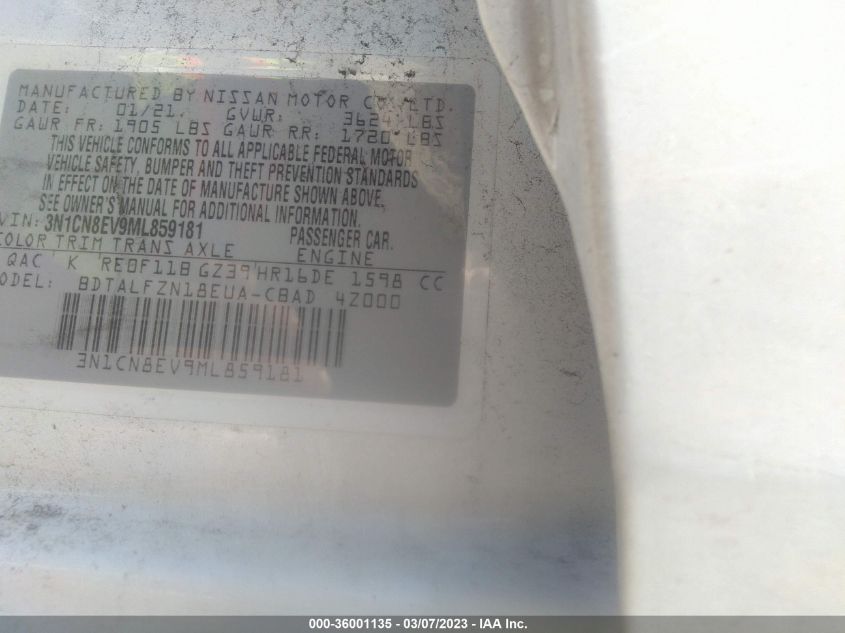 MANUFACTURED BY NISSAN MOTOR CO., LTD.
DATE: 01/21 GVWR: 3624 LBS
GAWR FR: 1905 LBS GAWR RR: 1720 LBS
THIS VEHICLE CONFORMS TO ALL APPLICABLE FEDERAL MOTOR
VEHICLE SAFETY, BUMPER AND THEFT PREVENTION STANDARDS
IN EFFECT ON THE DATE OF MANUFACTURE SHOWN ABOVE.
SEE OWNER'S MANUAL FOR ADDITIONAL INFORMATION.
VIN: 3N1CN8EV9ML859181 PASSENGER CAR.
COLOR TRIM TRANS AXLE ENGINE
QAC K RE0F11B GZ39 HR16DE 1598 CC
MODEL: BDTALFZN18EUA-CBAD 4Z000
3N1CN8EV9ML859181
000-36001135 - 03/07/2023 - IAA Inc.